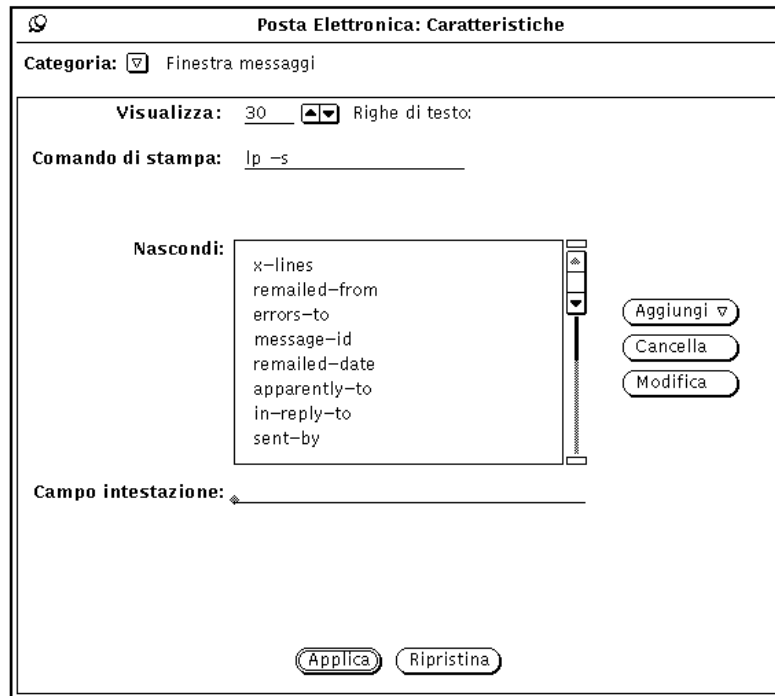 Posta Elettronica: Caratteristiche
Categoria: Finestra messaggi
Visualizza: 30 Righe di testo:
Comando di stampa: lp –s
Nascondi:
x–lines
remailed–from
errors–to
message–id
remailed–date
apparently–to
in–reply–to
sent–by
Aggiungi
Cancella
Modifica
Campo intestazione:
Applica Ripristina